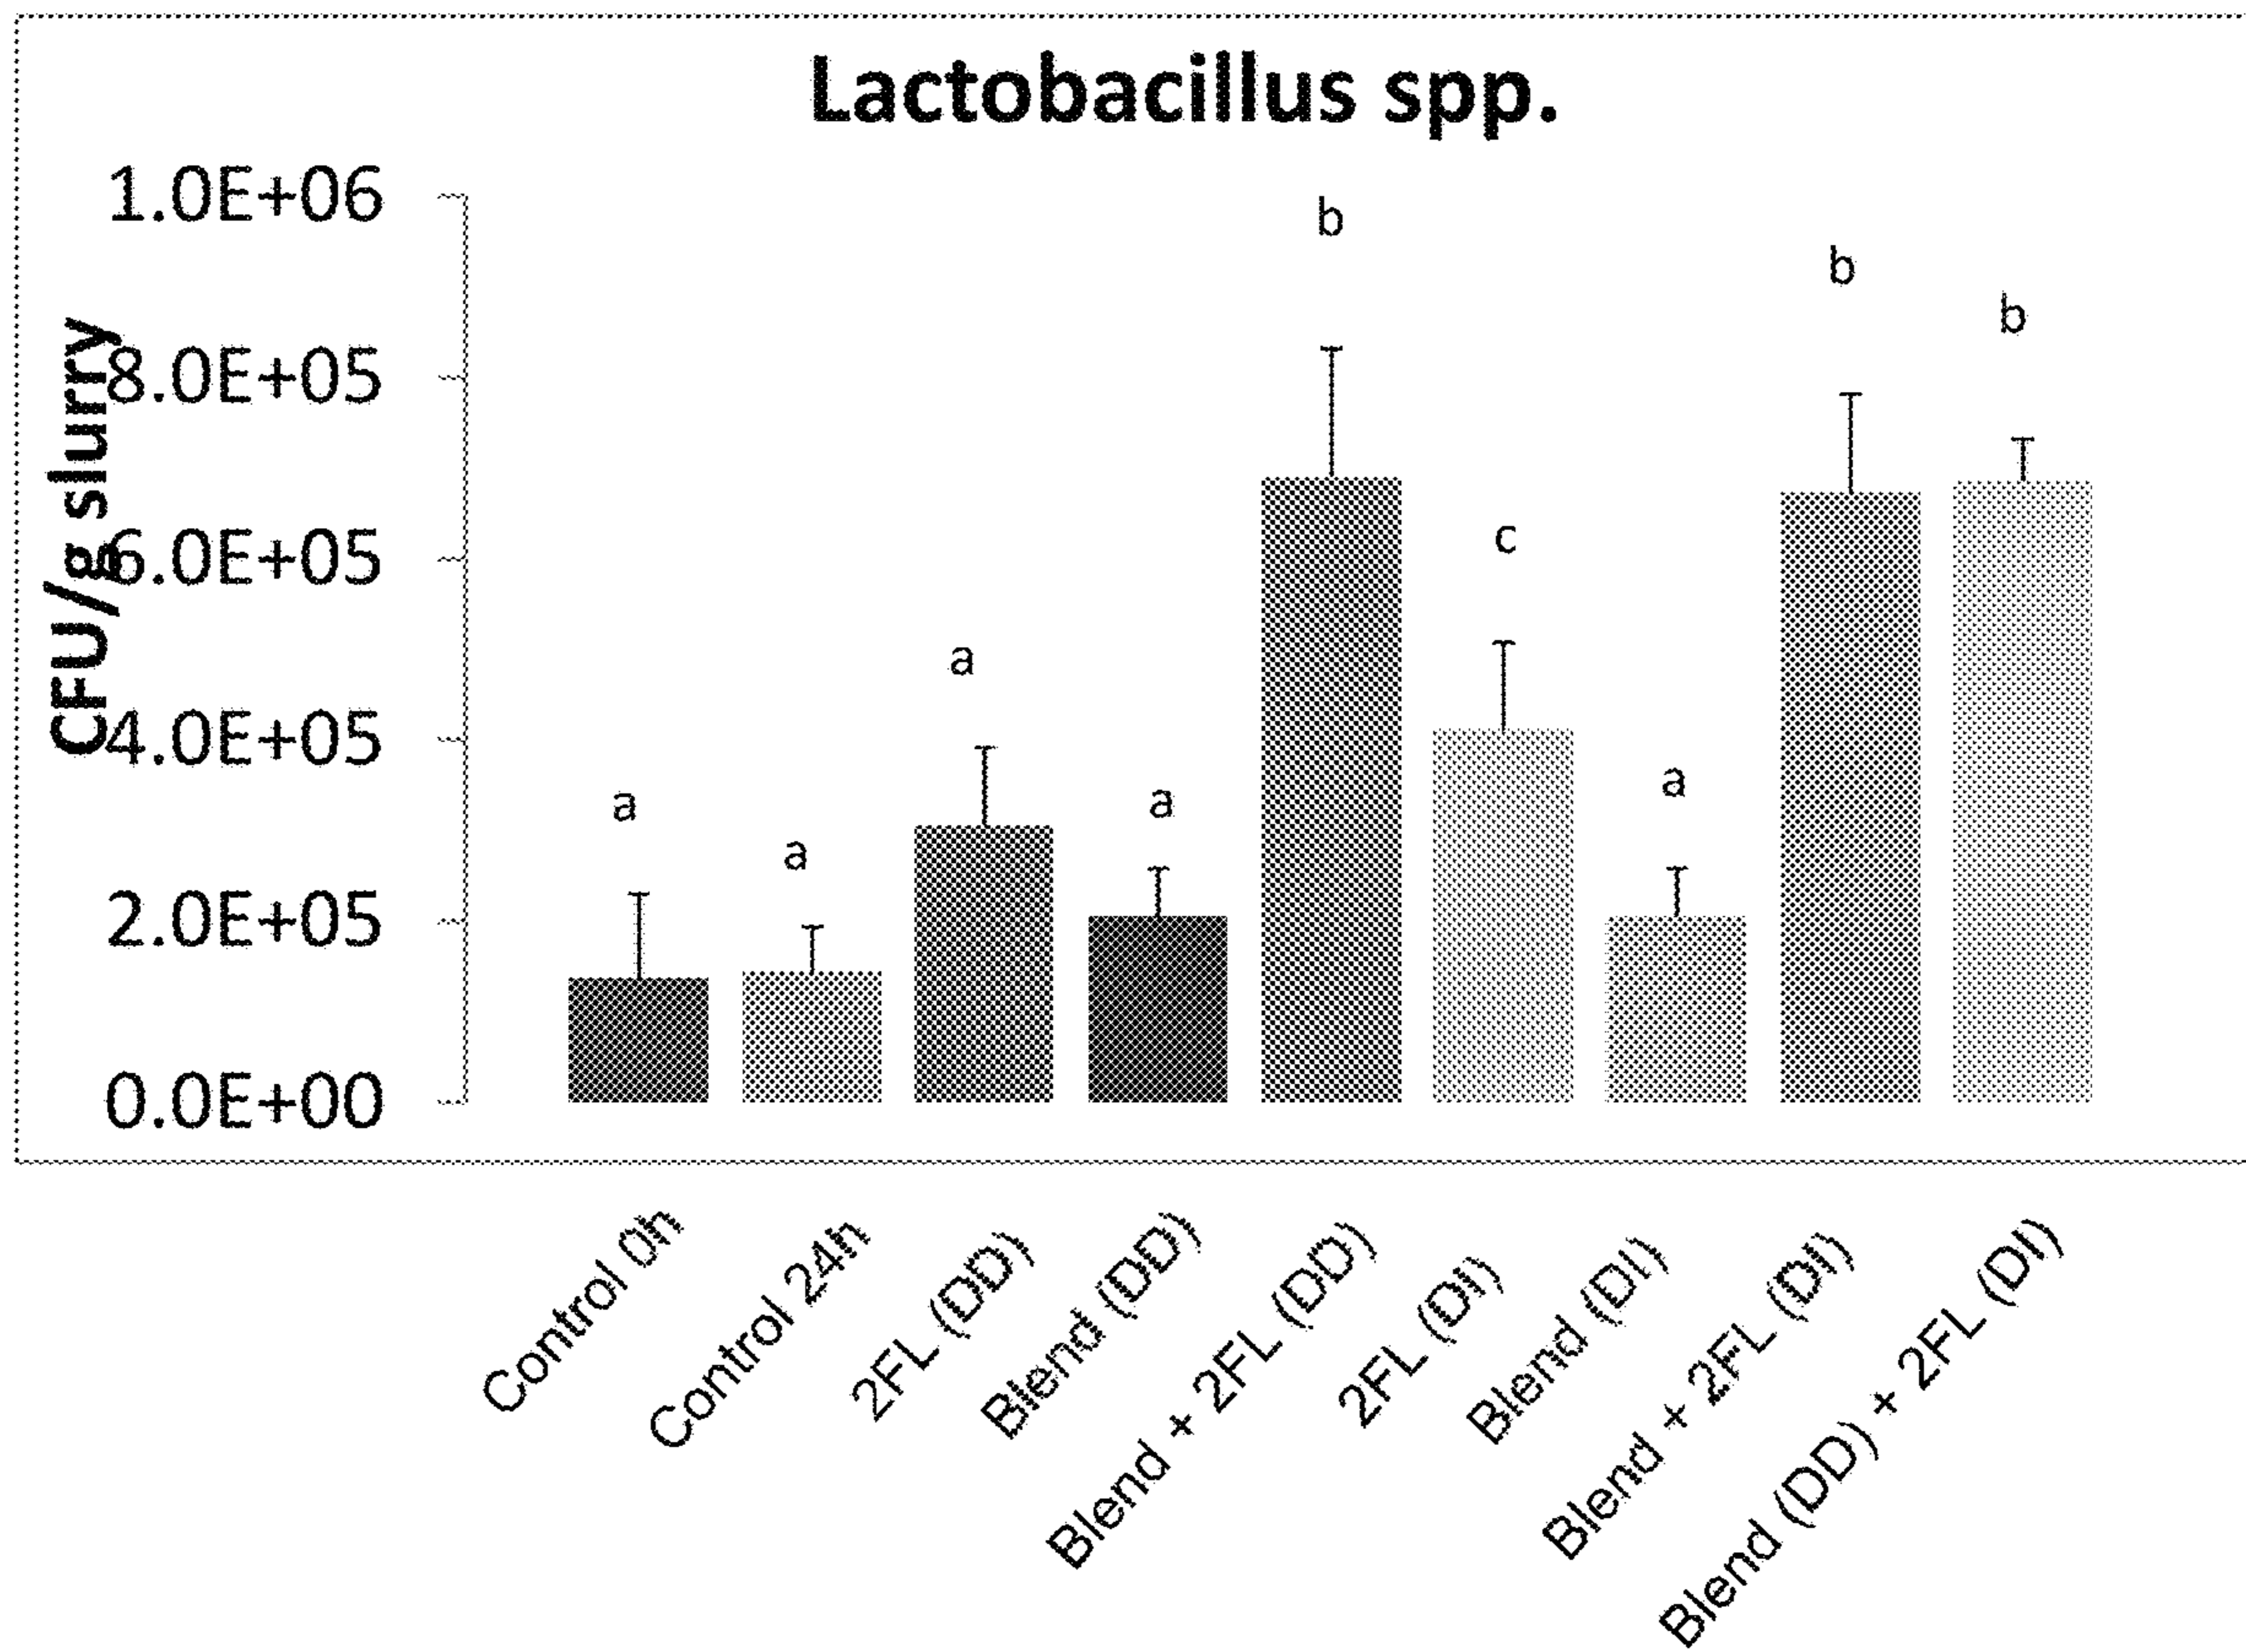 Lactobacillus spp.
CFU/g slurry
1.0E+06
8.0E+05
6.0E+05
4.0E+05
2.0E+05
0.0E+00
a
a
a
a
b
c
a
b
b
Control 0h
Control 24h
2FL (DD)
Blend (DD)
Blend + 2FL (DD)
2FL (DI)
Blend (DI)
Blend + 2FL (DI)
Blend (DD) + 2FL (DI)